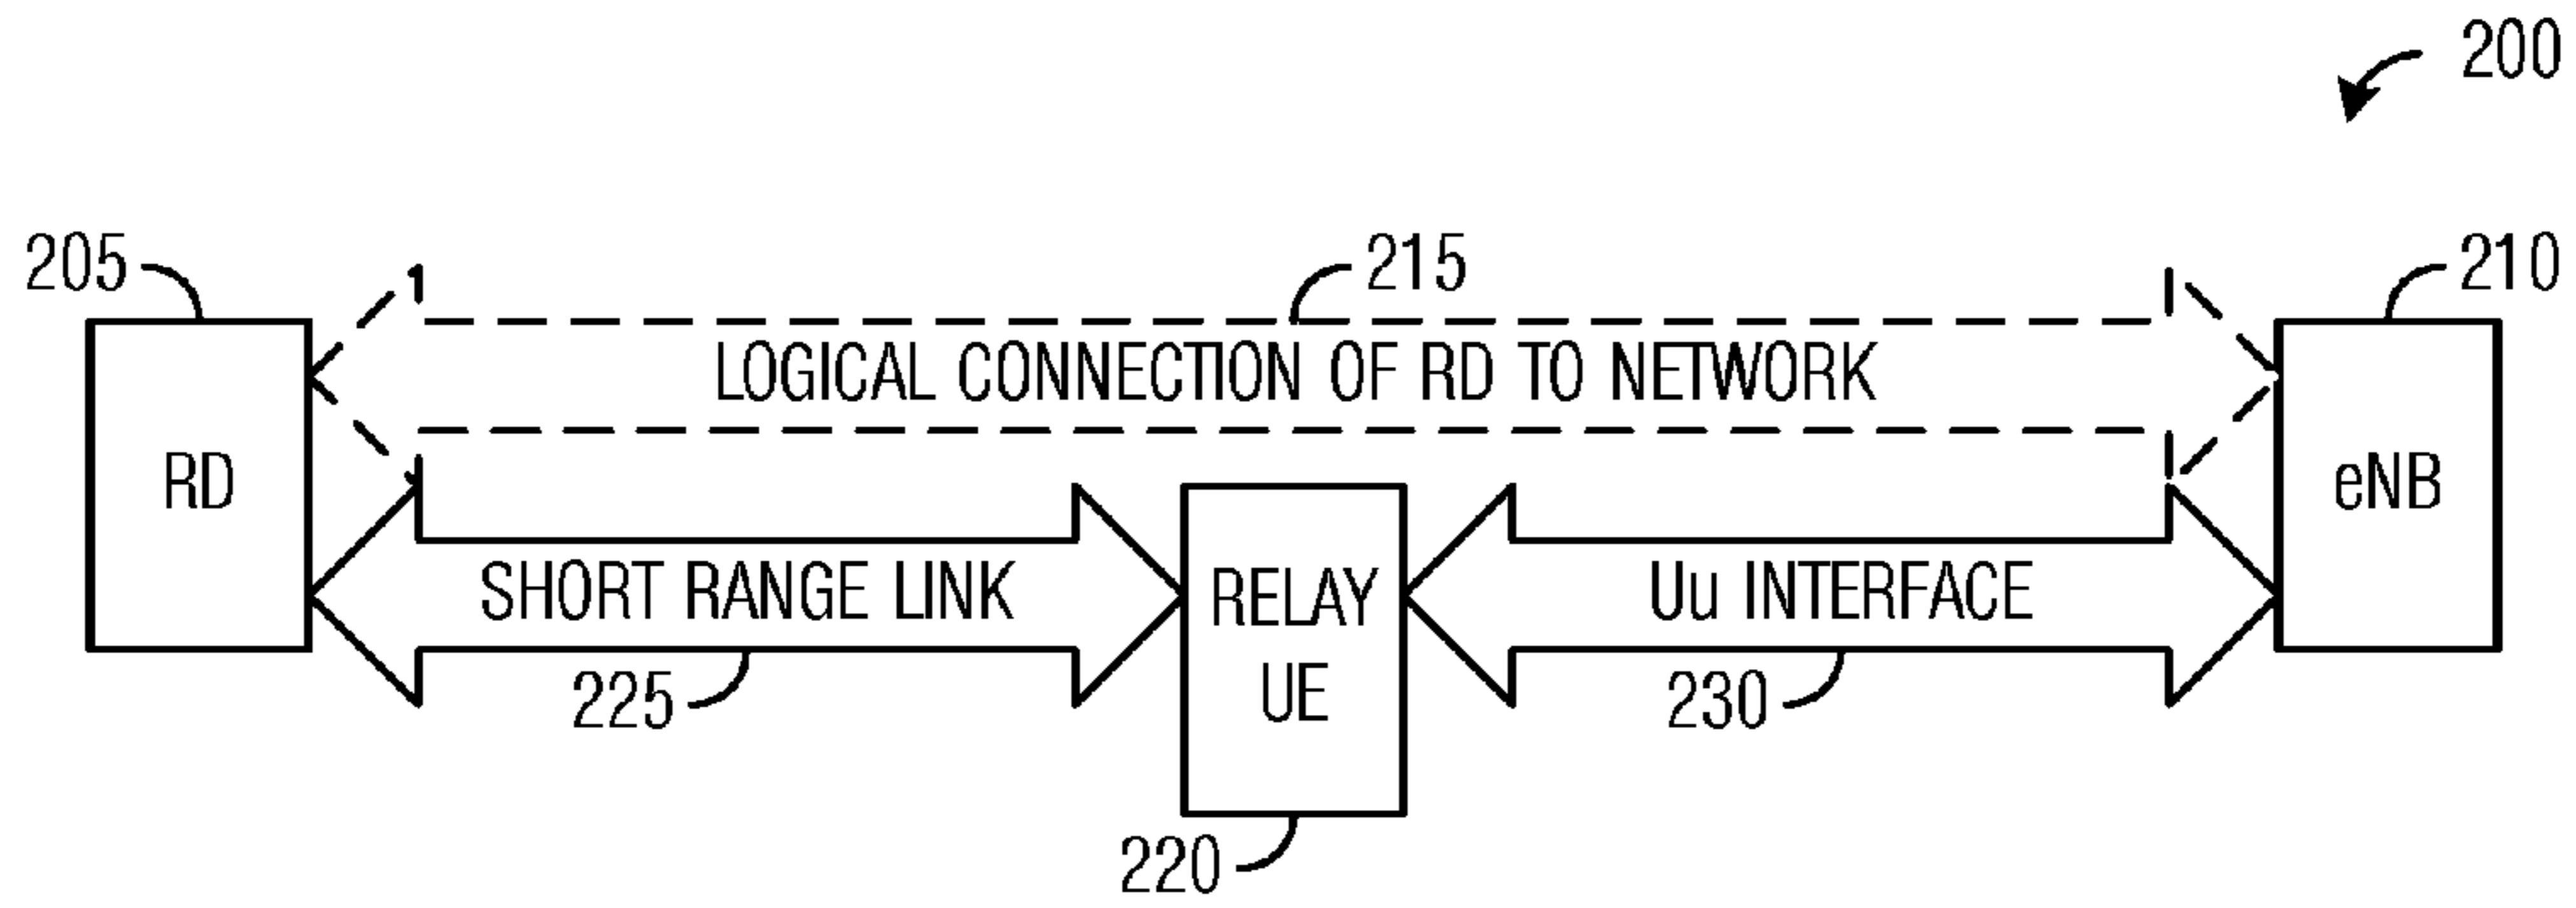 200
205
215
210
LOGICAL CONNECTION OF RD TO NETWORK
RD
eNB
SHORT RANGE LINK
RELAY
UE
Uu INTERFACE
225
230
220